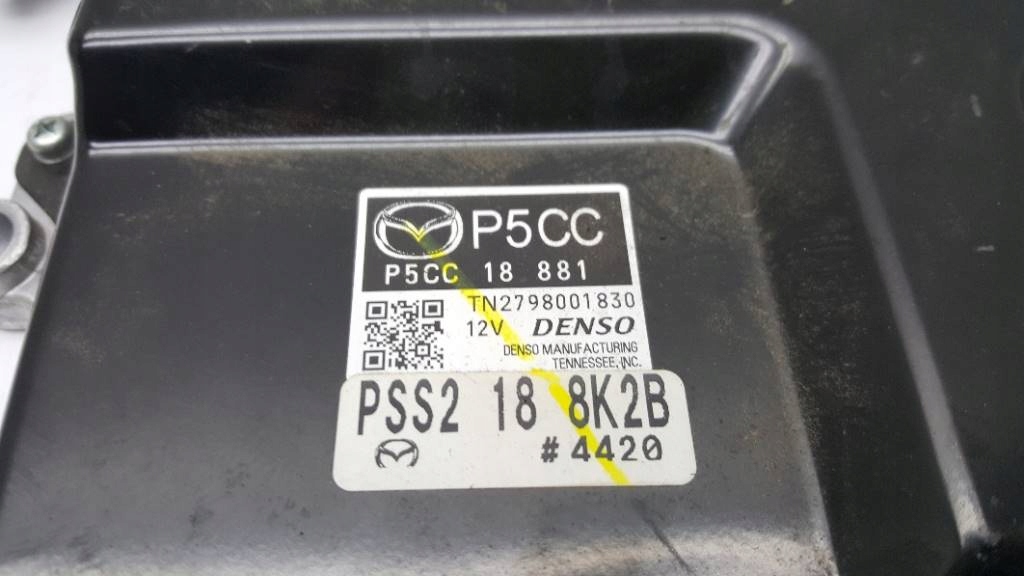 P5CC
P5CC 18 881
TN2798001830
12V DENSO
DENSO MANUFACTURING
TENNESSEE, INC.
PSS2 18 8K2B
#4420